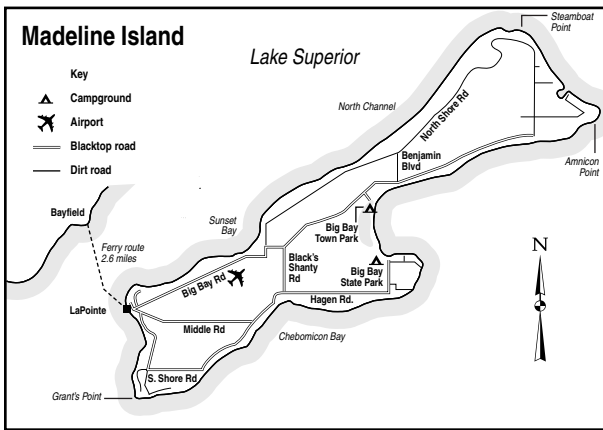 Madeline Island
Lake Superior
Steamboat
Point
Key
Campground
Airport
Blacktop road
Dirt road
North Channel
North Shore Rd
Benjamin
Blvd
Amnicon
Point
Bayfield
Sunset
Bay
Ferry route
2.6 miles
Big Bay
Town Park
Black's
Shanty
Rd
Big Bay
State Park
Big Bay Rd
Hagen Rd.
LaPointe
Middle Rd
Chebomicon Bay
S. Shore Rd
Grant's Point
N